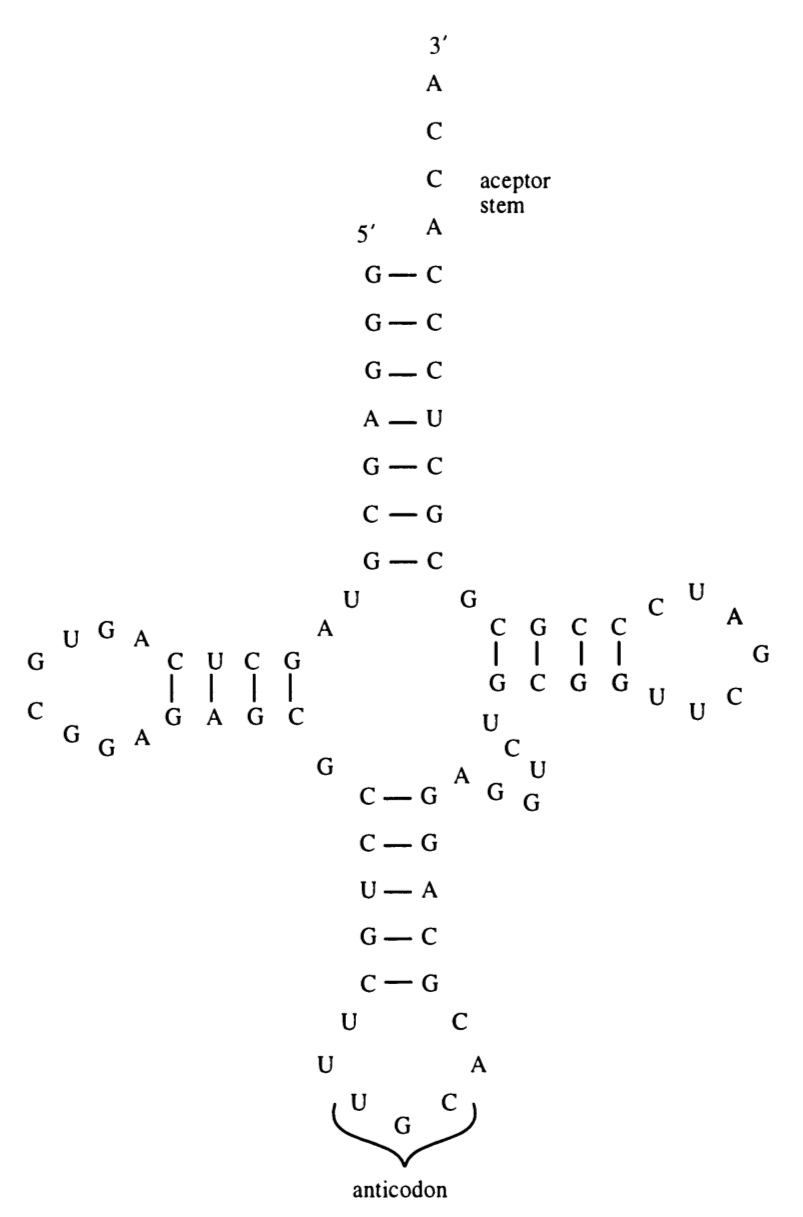 3′
A
C
C aceptor
stem
5′ A
G — C
G — C
G — C
A — U
G — C
C — G
G — C
U G
A C G C C C U A G
G U G A C U C G
G C G G U U C
C G G A G A G C
U C U G
G A G
C — G
C — G
U — A
G — C
C — G
U C
U A
U G C
anticodon